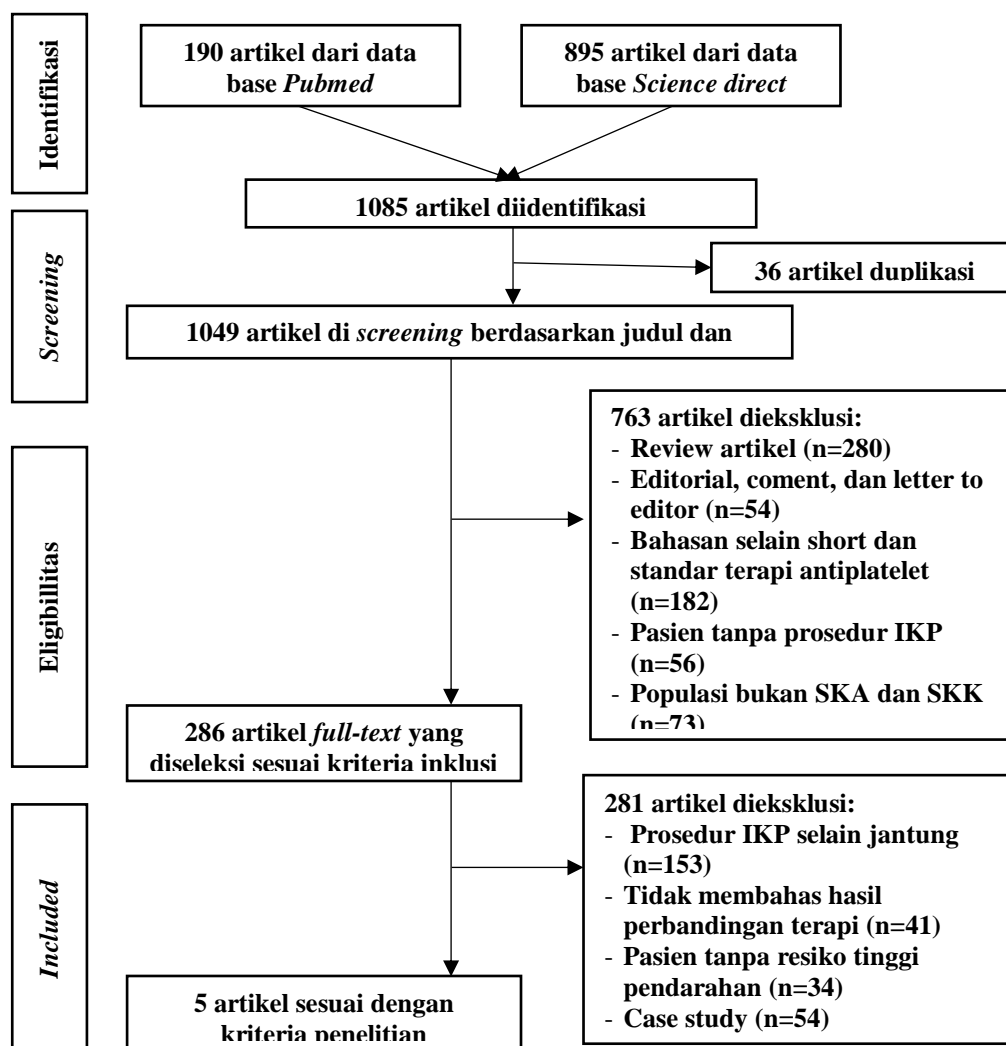 Identifikasi
190 artikel dari data
base Pubmed
895 artikel dari data
base Science direct
1085 artikel diidentifikasi
Screening
36 artikel duplikasi
1049 artikel di screening berdasarkan judul dan
Eligibillitas
763 artikel dieksklusi:
- Review artikel (n=280)
- Editorial, coment, dan letter to
editor (n=54)
- Bahasan selain short dan
standar terapi antiplatelet
(n=182)
- Pasien tanpa prosedur IKP
(n=56)
- Populasi bukan SKA dan SKK
(n=73)
286 artikel full-text yang
diseleksi sesuai kriteria inklusi
Included
281 artikel dieksklusi:
- Prosedur IKP selain jantung
(n=153)
- Tidak membahas hasil
perbandingan terapi (n=41)
- Pasien tanpa resiko tinggi
pendarahan (n=34)
- Case study (n=54)
5 artikel sesuai dengan
kriteria penelitian